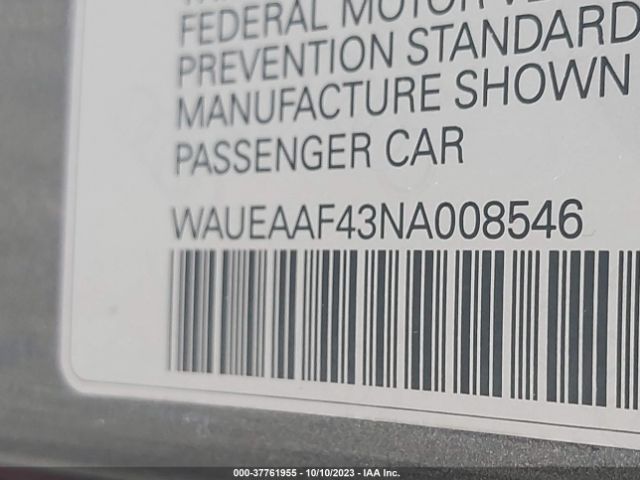 FEDERAL MOTOR
PREVENTION STANDARD
MANUFACTURE SHOWN
PASSENGER CAR
WAUEAAF43NA008546
000-37761955 - 10/10/2023 - IAA Inc.